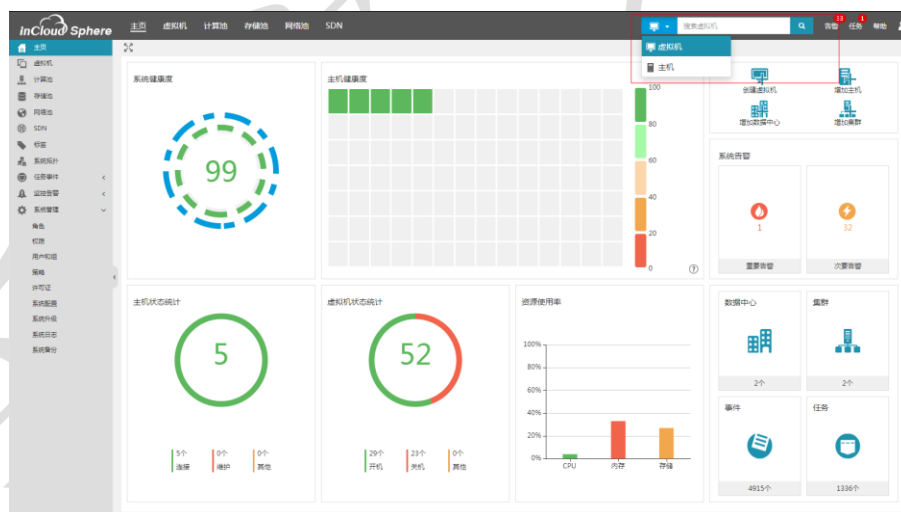 inCloud Sphere
主页 虚拟机 计算池 存储池 网络池 SDN
搜索虚拟机
告警 33 任务 1 帮助
虚拟机
主机
主页
虚拟机
计算池
存储池
网络池
SDN
标签
系统拓扑
任务事件
监控告警
系统管理
角色
权限
用户和组
策略
许可证
系统配置
系统升级
系统日志
系统备份
系统健康度
99
主机健康度
100
80
60
40
20
0
创建虚拟机 增加主机
增加数据中心 增加集群
系统告警
1 32
重要告警 次要告警
主机状态统计
5
5个 0个 0个
连接 维护 其他
虚拟机状态统计
52
29个 23个 0个
开机 关机 其他
资源使用率
100%
80%
60%
40%
20%
0%
CPU 内存 存储
数据中心 集群
2个 2个
事件 任务
4915个 1336个